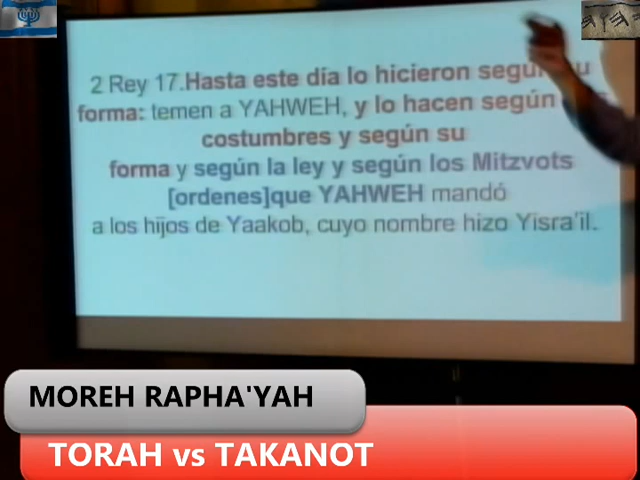 2 Rey 17.Hasta este día lo hicieron según su
forma: temen a YAHWEH, y lo hacen según
costumbres y según su
forma y según la ley y según los Mitzvots
[ordenes]que YAHWEH mandó
a los hijos de Yaakob, cuyo nombre hizo Yisra'il.
MOREH RAPHA'YAH
TORAH vs TAKANOT